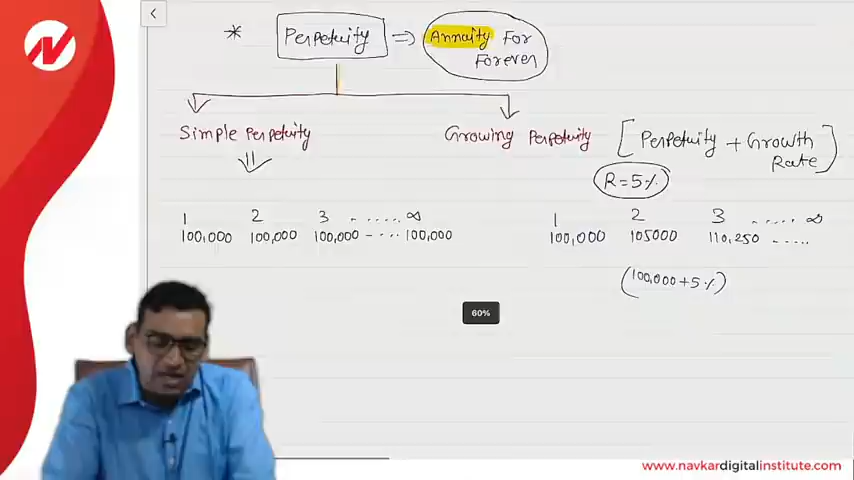 * Perpetuity ⇒ Annuity For
Forever
Simple Perpetuity
Growing Perpetuity [Perpetuity + Growth
Rate]
R = 5%
1 2 3 ...... ∞
100,000 100,000 100,000 - ... 100,000
1 2 3 ...... ∞
100,000 105000 110,250 - ....
(100,000 + 5%)
60%
www.navkardigitalinstitute.com